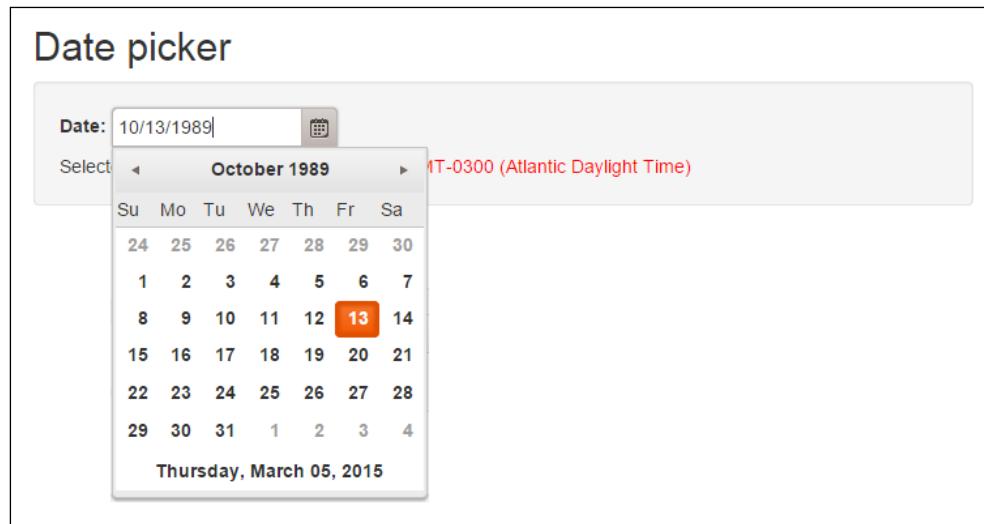 Date picker
Date: 10/13/1989
Select MT-0300 (Atlantic Daylight Time)
October 1989
Su Mo Tu We Th Fr Sa
24 25 26 27 28 29 30
1 2 3 4 5 6 7
8 9 10 11 12 13 14
15 16 17 18 19 20 21
22 23 24 25 26 27 28
29 30 31 1 2 3 4
Thursday, March 05, 2015